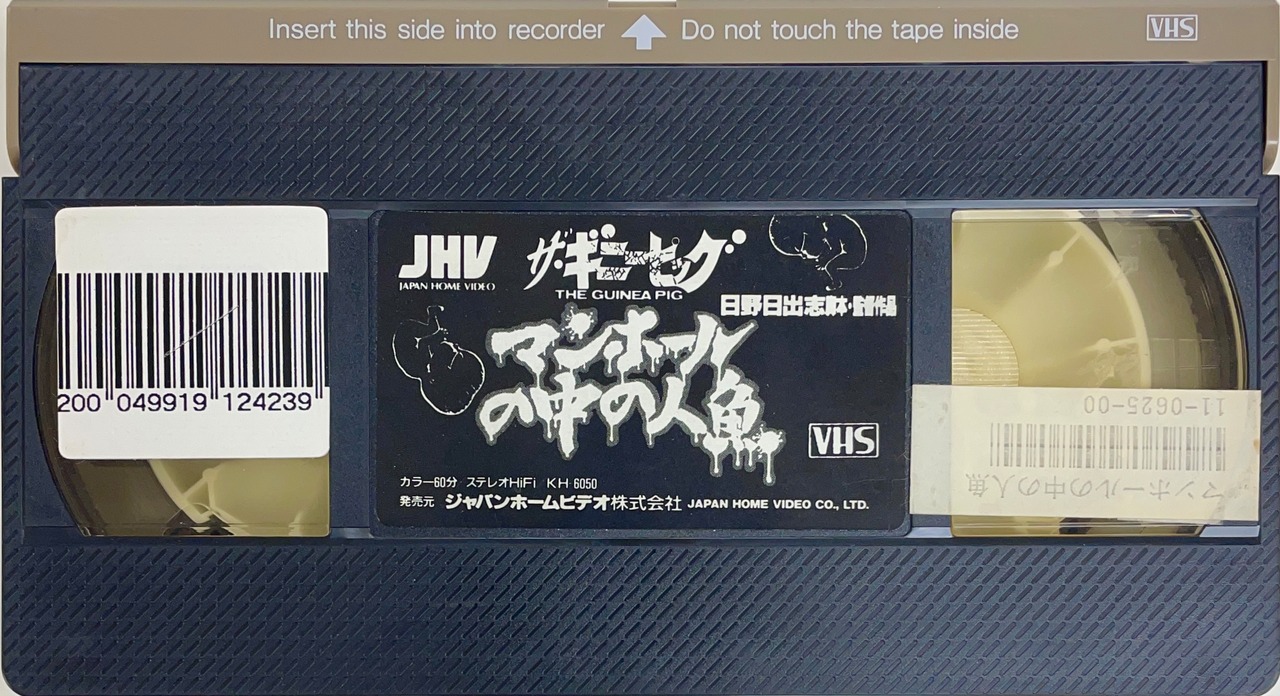 Insert this side into recorder Do not touch the tape inside VHS
200 049919 124239
JHV
JAPAN HOME VIDEO
ザ・ギニーピッグ
THE GUINEA PIG
日野日出志・監督作品
マンホール
の中の人魚
VHS
カラー60分 ステレオHiFi KH 6050
発売元 ジャパンホームビデオ株式会社 JAPAN HOME VIDEO CO., LTD.
マンホールの中の人魚
11-0625-00